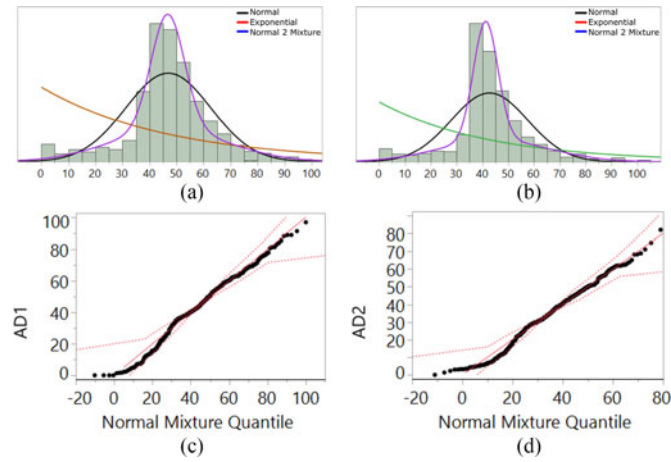 Normal
Exponential
Normal 2 Mixture
Normal
Exponential
Normal 2 Mixture
0 10 20 30 40 50 60 70 80 90 100
0 10 20 30 40 50 60 70 80 90 100
(a)
(b)
100
80
60
40
20
0
AD1
-20 0 20 40 60 80 100
Normal Mixture Quantile
(c)
80
70
60
50
40
30
20
10
0
AD2
-20 0 20 40 60 80
Normal Mixture Quantile
(d)